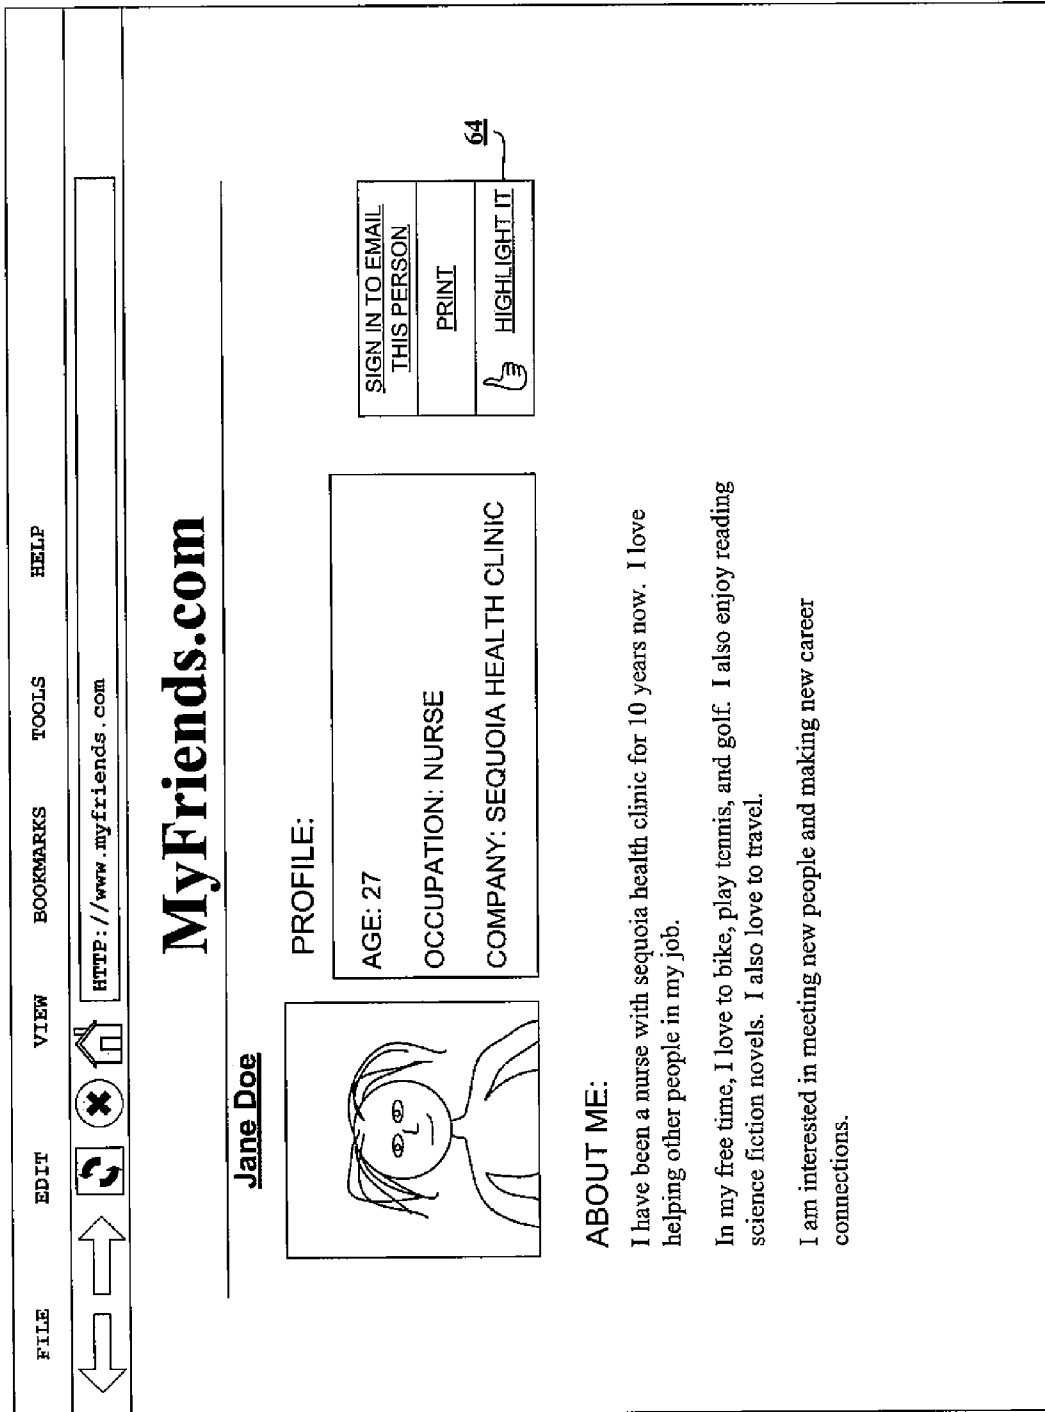 FILE EDIT VIEW BOOKMARKS TOOLS HELP
HTTP://www.myfriends.com
MyFriends.com
Jane Doe
PROFILE:
AGE: 27
OCCUPATION: NURSE
COMPANY: SEQUOIA HEALTH CLINIC
SIGN IN TO EMAIL
THIS PERSON
PRINT
HIGHLIGHT IT
64
ABOUT ME:
I have been a nurse with sequoia health clinic for 10 years now. I love
helping other people in my job.
In my free time, I love to bike, play tennis, and golf. I also enjoy reading
science fiction novels. I also love to travel.
I am interested in meeting new people and making new career
connections.